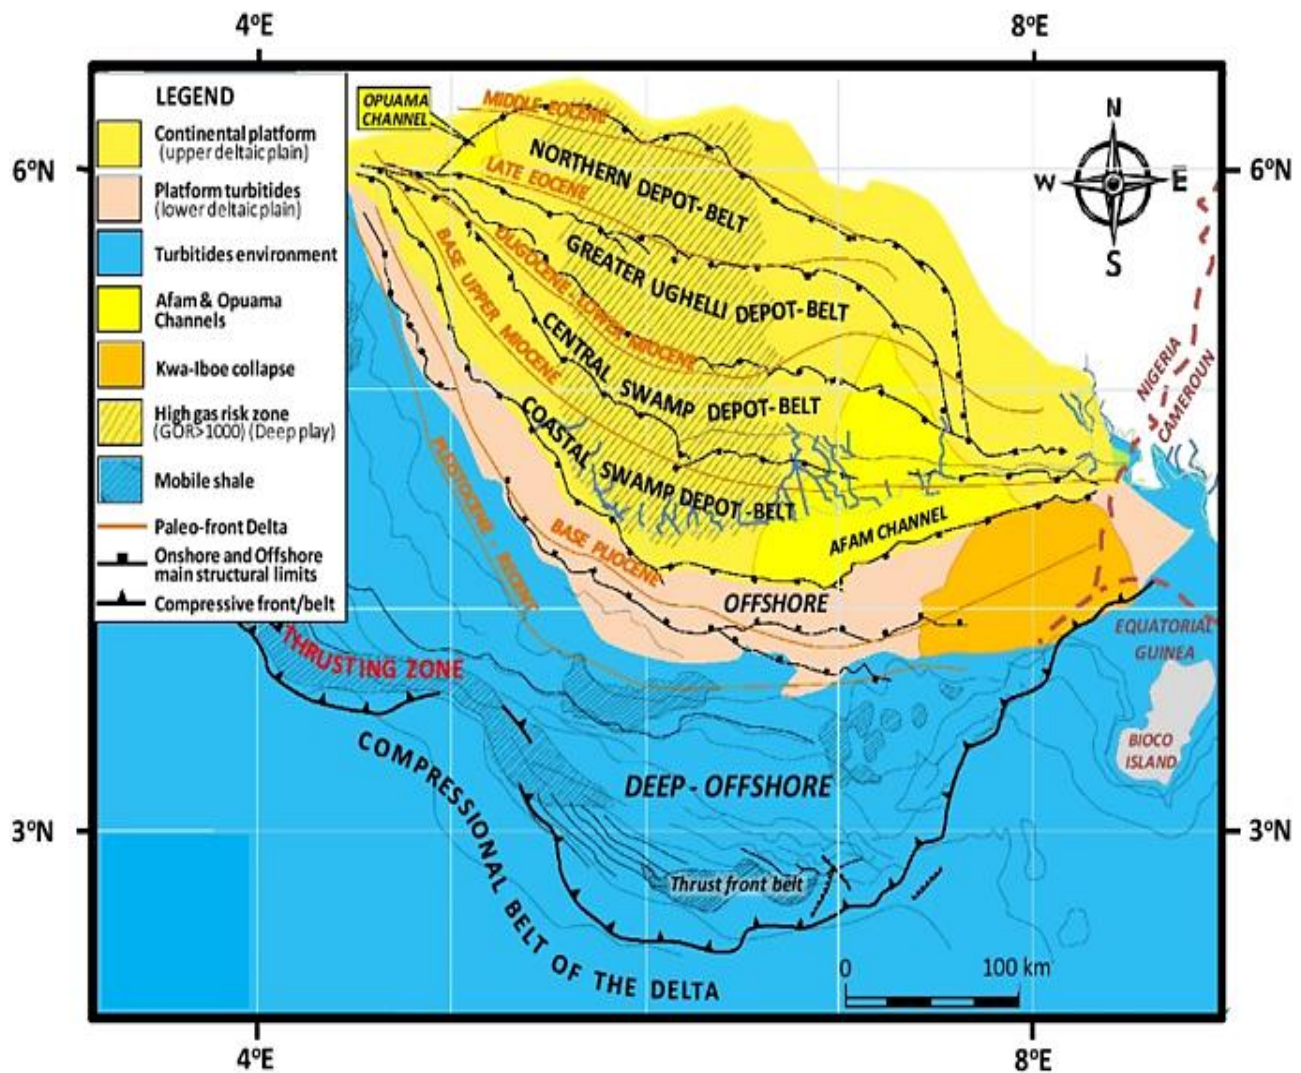 4ºE
8ºE
6ºN
6ºN
LEGEND
Continental platform
(upper deltaic plain)
Platform turbitides
(lower deltaic plain)
Turbitides environment
Afam & Opuama
Channels
Kwa-Iboe collapse
High gas risk zone
(GOR>1000) (Deep play)
Mobile shale
Paleo-front Delta
Onshore and Offshore
main structural limits
Compressive front/belt
OPUAMA
CHANNEL
MIDDLE EOCENE
NORTHERN DEPOT-BELT
LATE EOCENE
GREATER UGHELLI DEPOT-BELT
OLIGOCENE-LOWER MIOCENE
BASE UPPER MIOCENE
CENTRAL SWAMP DEPOT-BELT
COASTAL SWAMP DEPOT-BELT
AFAM CHANNEL
PLIOTOCENE - RECENT
BASE PLIOCENE
OFFSHORE
N
W
E
S
NIGERIA
CAMEROUN
EQUATORIAL
GUINEA
BIOCO
ISLAND
THRUSTING ZONE
DEEP - OFFSHORE
Thrust front belt
COMPRESSIONAL BELT OF THE DELTA
0
100 km
3ºN
3ºN
4ºE
8ºE